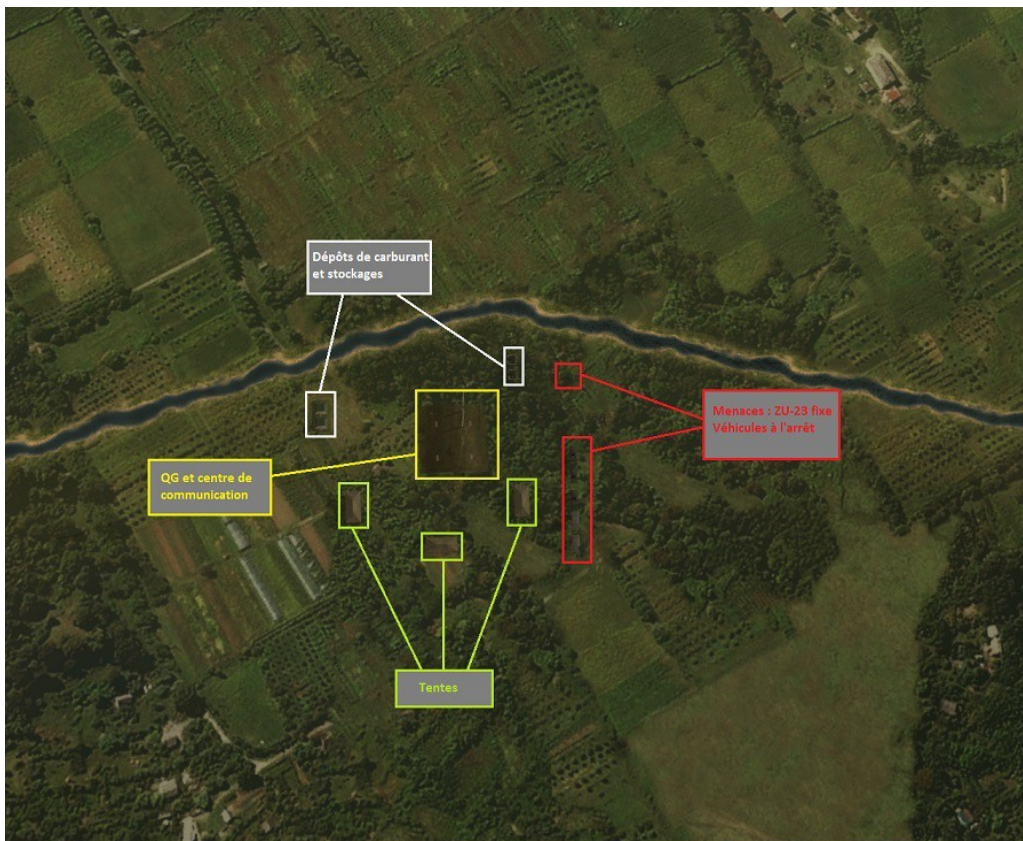 Dépôts de carburant
et stockages
Menaces : ZU-23 fixe
Véhicules à l'arrêt
QG et centre de
communication
Tentes